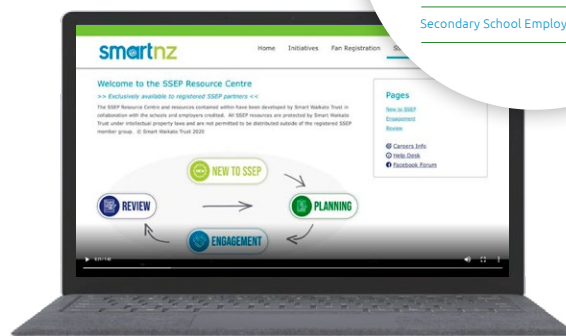 Secondary School Employ
smartnz
Home Initiatives Fan Registration
Welcome to the SSEP Resource Centre
>> Exclusively available to registered SSEP partners <<
The SSEP Resource Centre and resources contained within have been developed by Smart Waikato Trust in
collaboration with the schools and employers credited. All SSEP resources are protected by Smart Waikato
Trust under intellectual property laws and are not permitted to be distributed outside of the registered SSEP
member group. © Smart Waikato Trust 2020
Pages
New to SSEP
Engagement
Review
Careers Info
Help Desk
Facebook Forum
NEW TO SSEP
REVIEW
PLANNING
ENGAGEMENT